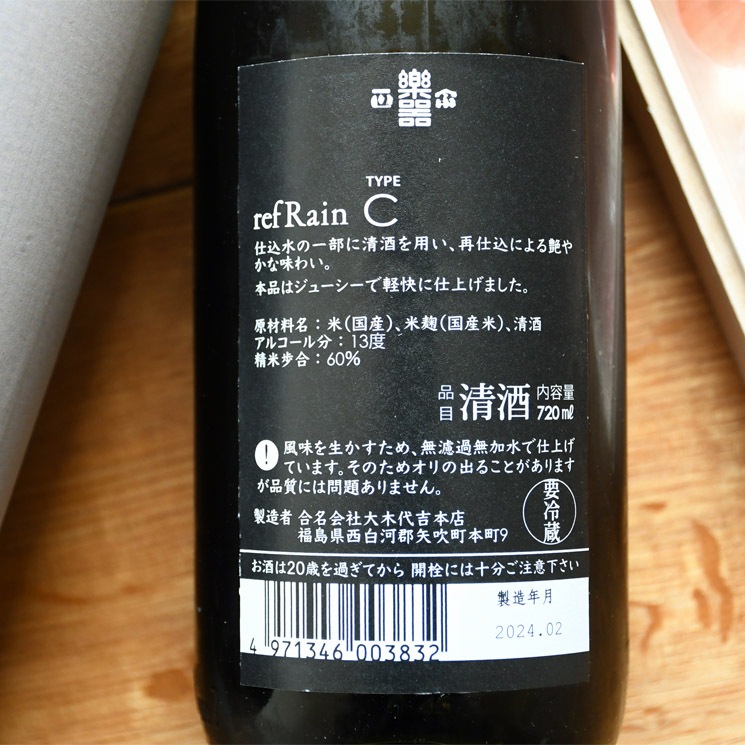 樂器正宗
TYPE
refRain C
仕込水の一部に清酒を用い、再仕込による艶や
かな味わい。
本品はジューシーで軽快に仕上げました。
原材料名：米(国産)、米麹(国産米)、清酒
アルコール分：13度
精米歩合：60%
品目 清酒 内容量 720㎖
! 風味を生かすため、無濾過無加水で仕上げ
ています。そのためオリの出ることがあります
が品質には問題ありません。
要冷蔵
製造者 合名会社大木代吉本店
福島県西白河郡矢吹町本町9
お酒は20歳を過ぎてから 開栓には十分ご注意下さい
製造年月
2024.02
4 971346 003832